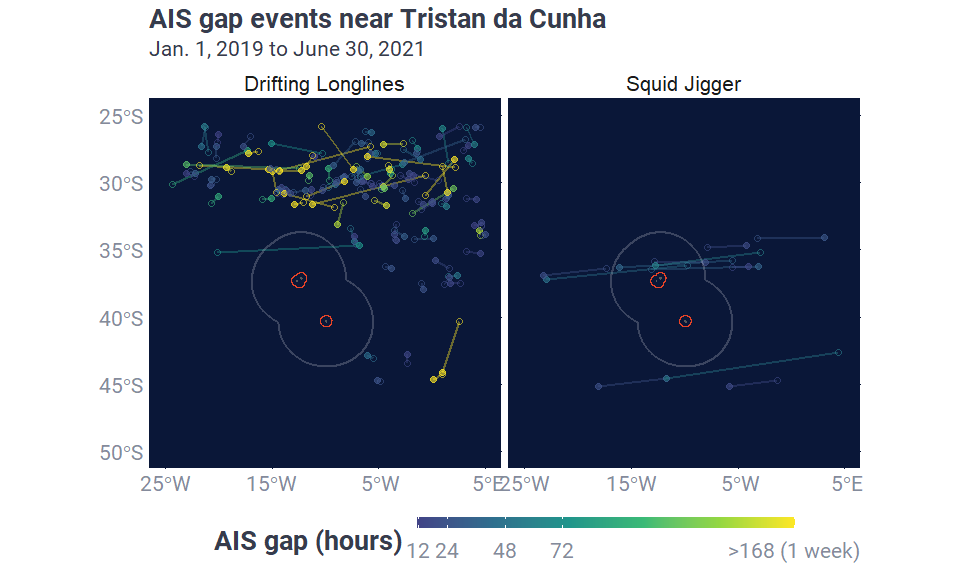 AIS gap events near Tristan da Cunha
Jan. 1, 2019 to June 30, 2021
Drifting Longlines
Squid Jigger
25°S
30°S
35°S
40°S
45°S
50°S
25°W 15°W 5°W 5°E 25°W 15°W 5°W 5°E
AIS gap (hours)
12 24 48 72 >168 (1 week)